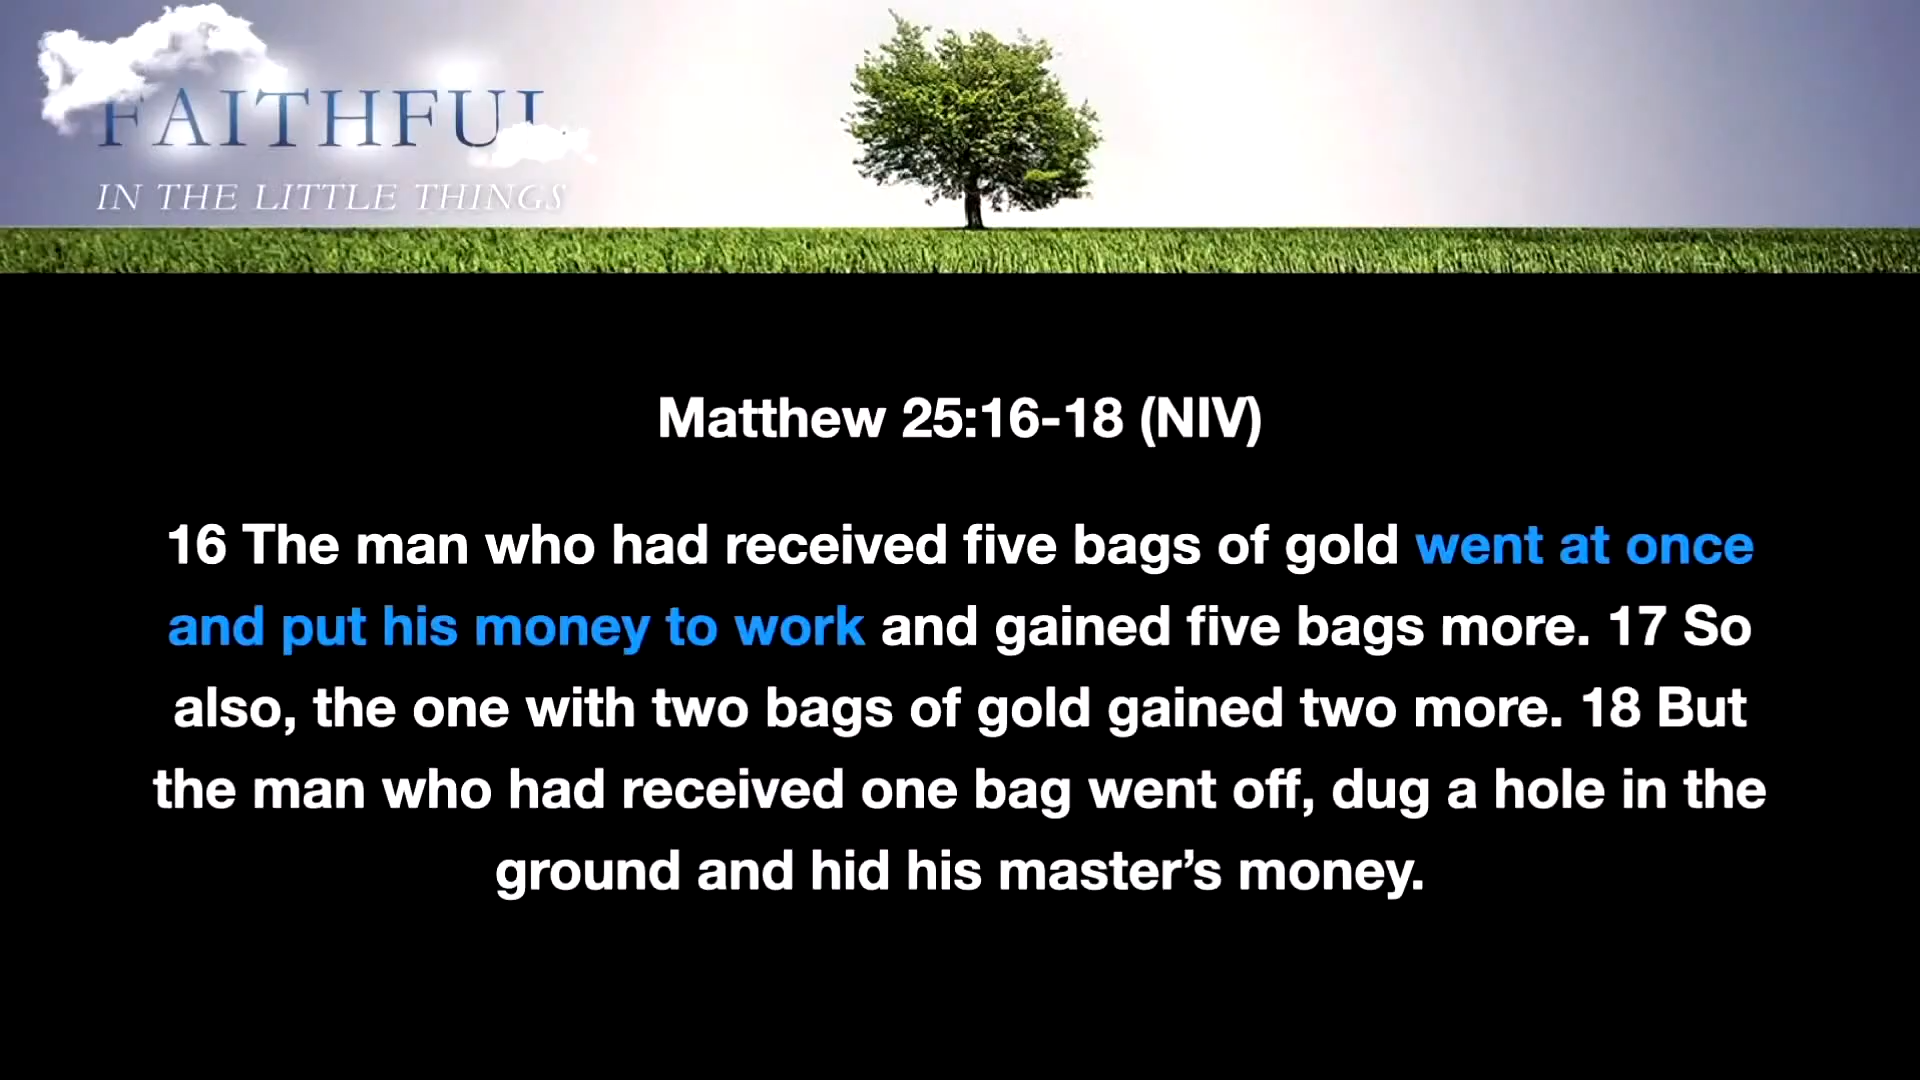 FAITHFUL
IN THE LITTLE THINGS
Matthew 25:16-18 (NIV)
16 The man who had received five bags of gold went at once
and put his money to work and gained five bags more. 17 So
also, the one with two bags of gold gained two more. 18 But
the man who had received one bag went off, dug a hole in the
ground and hid his master’s money.